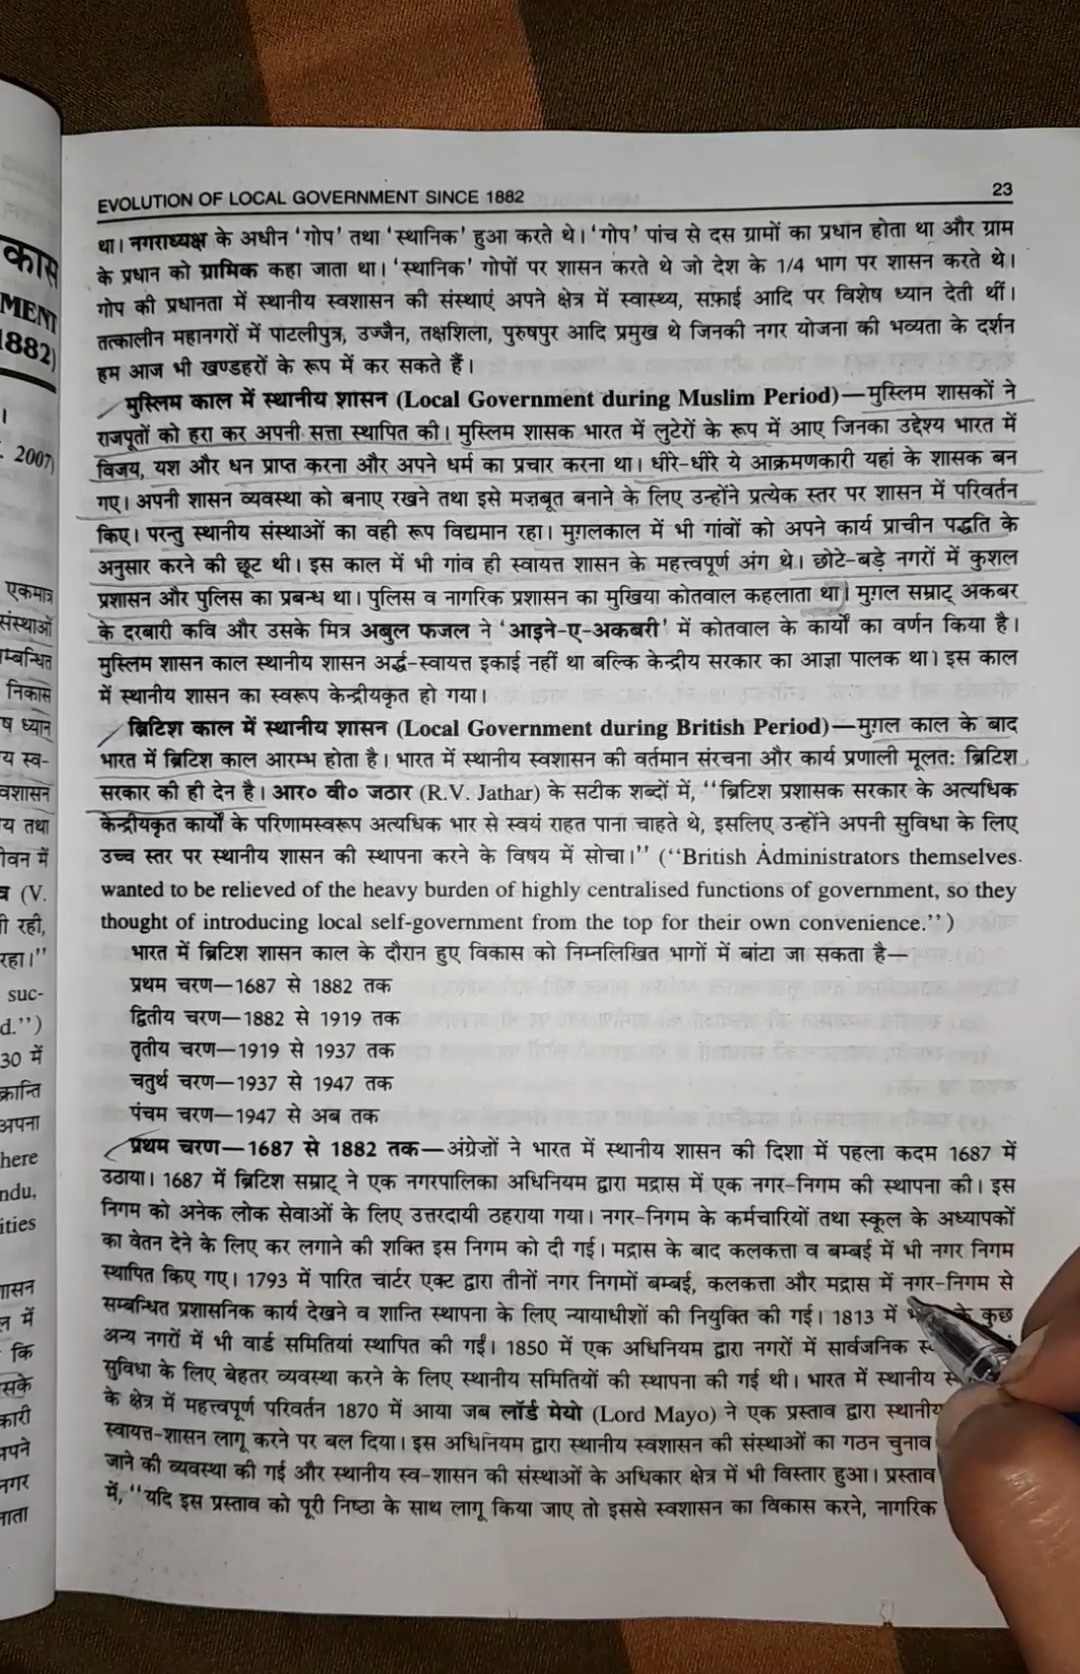 EVOLUTION OF LOCAL GOVERNMENT SINCE 1882
23
था। नगराध्यक्ष के अधीन ‘गोप’ तथा ‘स्थानिक’ हुआ करते थे। ‘गोप’ पांच से दस ग्रामों का प्रधान होता था और ग्राम
के प्रधान को ग्रामिक कहा जाता था। ‘स्थानिक’ गोपों पर शासन करते थे जो देश के 1/4 भाग पर शासन करते थे।
गोप की प्रधानता में स्थानीय स्वशासन की संस्थाएं अपने क्षेत्र में स्वास्थ्य, सफ़ाई आदि पर विशेष ध्यान देती थीं।
तत्कालीन महानगरों में पाटलीपुत्र, उज्जैन, तक्षशिला, पुरुषपुर आदि प्रमुख थे जिनकी नगर योजना की भव्यता के दर्शन
हम आज भी खण्डहरों के रूप में कर सकते हैं।
मुस्लिम काल में स्थानीय शासन (Local Government during Muslim Period)—मुस्लिम शासकों ने
राजपूतों को हरा कर अपनी सत्ता स्थापित की। मुस्लिम शासक भारत में लुटेरों के रूप में आए जिनका उद्देश्य भारत में
विजय, यश और धन प्राप्त करना और अपने धर्म का प्रचार करना था। धीरे-धीरे ये आक्रमणकारी यहां के शासक बन
गए। अपनी शासन व्यवस्था को बनाए रखने तथा इसे मज़बूत बनाने के लिए उन्होंने प्रत्येक स्तर पर शासन में परिवर्तन
किए। परन्तु स्थानीय संस्थाओं का वही रूप विद्यमान रहा। मुग़लकाल में भी गांवों को अपने कार्य प्राचीन पद्धति के
अनुसार करने की छूट थी। इस काल में भी गांव ही स्वायत्त शासन के महत्त्वपूर्ण अंग थे। छोटे-बड़े नगरों में कुशल
प्रशासन और पुलिस का प्रबन्ध था। पुलिस व नागरिक प्रशासन का मुखिया कोतवाल कहलाता था। मुग़ल सम्राट् अकबर
के दरबारी कवि और उसके मित्र अबुल फजल ने ‘आइने-ए-अकबरी’ में कोतवाल के कार्यों का वर्णन किया है।
मुस्लिम शासन काल स्थानीय शासन अर्द्ध-स्वायत्त इकाई नहीं था बल्कि केन्द्रीय सरकार का आज्ञा पालक था। इस काल
में स्थानीय शासन का स्वरूप केन्द्रीयकृत हो गया।
ब्रिटिश काल में स्थानीय शासन (Local Government during British Period)—मुग़ल काल के बाद
भारत में ब्रिटिश काल आरम्भ होता है। भारत में स्थानीय स्वशासन की वर्तमान संरचना और कार्य प्रणाली मूलत: ब्रिटिश
सरकार की ही देन है। आर० वी० जठार (R.V. Jathar) के सटीक शब्दों में, ‘‘ब्रिटिश प्रशासक सरकार के अत्यधिक
केन्द्रीयकृत कार्यों के परिणामस्वरूप अत्यधिक भार से स्वयं राहत पाना चाहते थे, इसलिए उन्होंने अपनी सुविधा के लिए
उच्च स्तर पर स्थानीय शासन की स्थापना करने के विषय में सोचा।’’ (‘‘British Administrators themselves
wanted to be relieved of the heavy burden of highly centralised functions of government, so they
thought of introducing local self-government from the top for their own convenience.’’)
भारत में ब्रिटिश शासन काल के दौरान हुए विकास को निम्नलिखित भागों में बांटा जा सकता है—
प्रथम चरण—1687 से 1882 तक
द्वितीय चरण—1882 से 1919 तक
तृतीय चरण—1919 से 1937 तक
चतुर्थ चरण—1937 से 1947 तक
पंचम चरण—1947 से अब तक
प्रथम चरण—1687 से 1882 तक—अंग्रेज़ों ने भारत में स्थानीय शासन की दिशा में पहला कदम 1687 में
उठाया। 1687 में ब्रिटिश सम्राट् ने एक नगरपालिका अधिनियम द्वारा मद्रास में एक नगर-निगम की स्थापना की। इस
निगम को अनेक लोक सेवाओं के लिए उत्तरदायी ठहराया गया। नगर-निगम के कर्मचारियों तथा स्कूल के अध्यापकों
का वेतन देने के लिए कर लगाने की शक्ति इस निगम को दी गई। मद्रास के बाद कलकत्ता व बम्बई में भी नगर निगम
स्थापित किए गए। 1793 में पारित चार्टर एक्ट द्वारा तीनों नगर निगमों बम्बई, कलकत्ता और मद्रास में नगर-निगम से
सम्बन्धित प्रशासनिक कार्य देखने व शान्ति स्थापना के लिए न्यायाधीशों की नियुक्ति की गई। 1813 में के कुछ
अन्य नगरों में भी वार्ड समितियां स्थापित की गईं। 1850 में एक अधिनियम द्वारा नगरों में सार्वजनिक
सुविधा के लिए बेहतर व्यवस्था करने के लिए स्थानीय समितियों की स्थापना की गई थी। भारत में स्थानीय
के क्षेत्र में महत्त्वपूर्ण परिवर्तन 1870 में आया जब लॉर्ड मेयो (Lord Mayo) ने एक प्रस्ताव द्वारा स्थानीय
स्वायत्त-शासन लागू करने पर बल दिया। इस अधिनियम द्वारा स्थानीय स्वशासन की संस्थाओं का गठन चुनाव
जाने की व्यवस्था की गई और स्थानीय स्व-शासन की संस्थाओं के अधिकार क्षेत्र में भी विस्तार हुआ। प्रस्ताव
में, ‘‘यदि इस प्रस्ताव को पूरी निष्ठा के साथ लागू किया जाए तो इससे स्वशासन का विकास करने, नागरिक